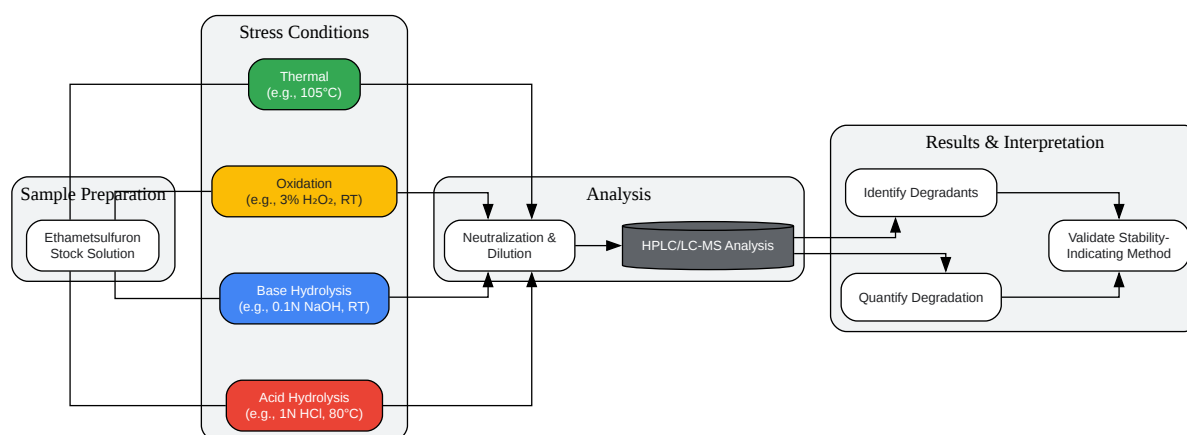 Stress Conditions
Thermal
(e.g., 105°C)
Oxidation
(e.g., 3% H₂O₂, RT)
Base Hydrolysis
(e.g., 0.1N NaOH, RT)
Acid Hydrolysis
(e.g., 1N HCl, 80°C)
Sample Preparation
Ethametsulfuron
Stock Solution
Analysis
Neutralization &
Dilution
HPLC/LC-MS Analysis
Results & Interpretation
Identify Degradants
Quantify Degradation
Validate Stability-
Indicating Method